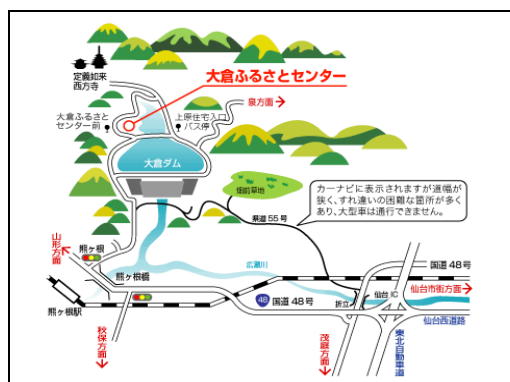 定義如来
西方寺
大倉ふるさとセンター
泉方面
大倉ふるさと
センター前
上原住宅入口
バス停
大倉ダム
畑前草地
カーナビに表示されますが道幅が
狭く、すれ違いの困難な箇所が多く
あり、大型車は通行できません。
県道55号
山形方面
熊ヶ根
熊ヶ根橋
広瀬川
国道48号
仙台市街方面
仙台IC
折立
48
国道48号
仙台西道路
熊ヶ根駅
秋保方面
茂庭方面
東北自動車道